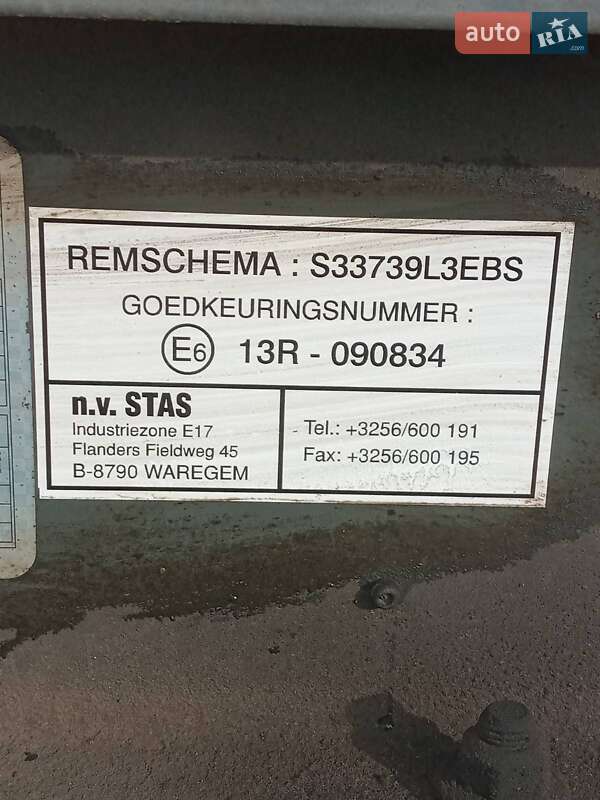 auto RIA.com
REMSCHEMA : S33739L3EBS
GOEDKEURINGSNUMMER :
E6 13R - 090834
n.v. STAS
Industriezone E17
Flanders Fieldweg 45
B-8790 WAREGEM
Tel.: +3256/600 191
Fax: +3256/600 195